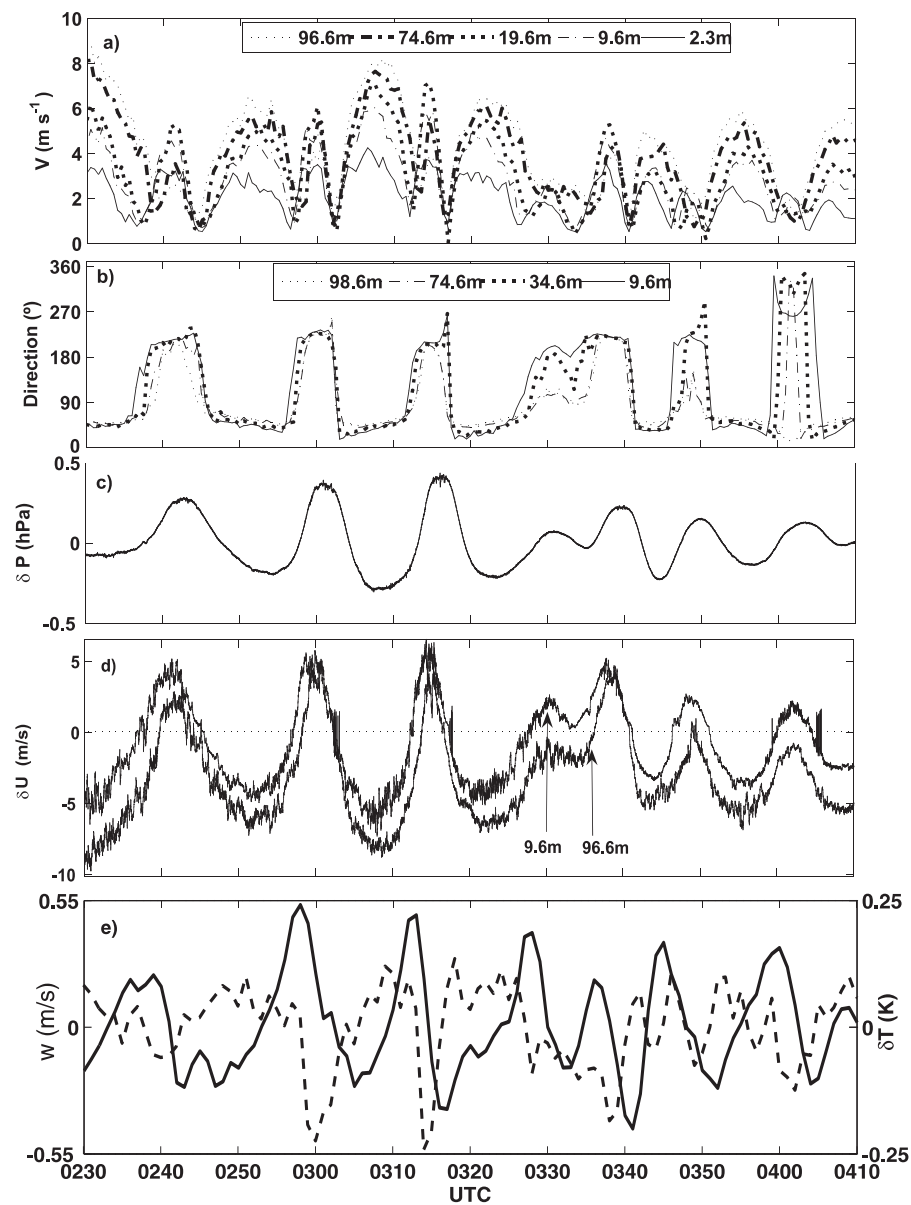 10
8
6
4
2
0
V (m s-1)
a)
96.6m 74.6m 19.6m 9.6m 2.3m
360
270
180
90
0
Direction (º)
b)
98.6m 74.6m 34.6m 9.6m
0.5
0
-0.5
δ P (hPa)
c)
5
0
-5
-10
δU (m/s)
d)
9.6m 96.6m
0.55
0
-0.55
w (m/s)
e)
0.25
0
-0.25
δT (K)
0230 0240 0250 0300 0310 0320 0330 0340 0350 0400 0410
UTC